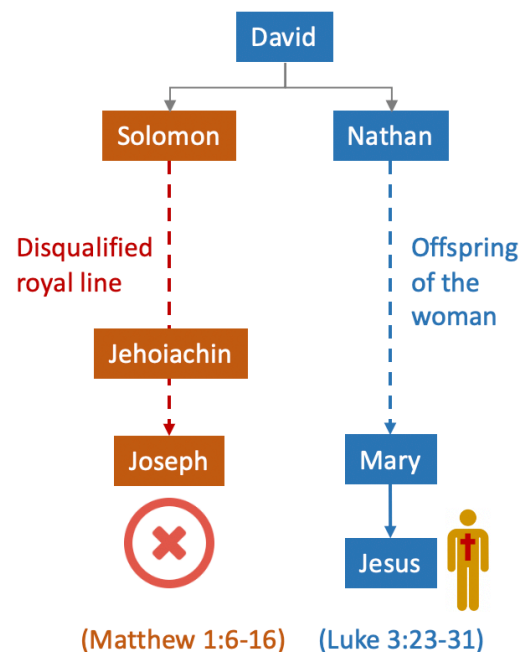 David
Solomon
Nathan
Disqualified
royal line
Offspring
of the
woman
Jehoiachin
Joseph
Mary
Jesus
(Matthew 1:6-16)
(Luke 3:23-31)